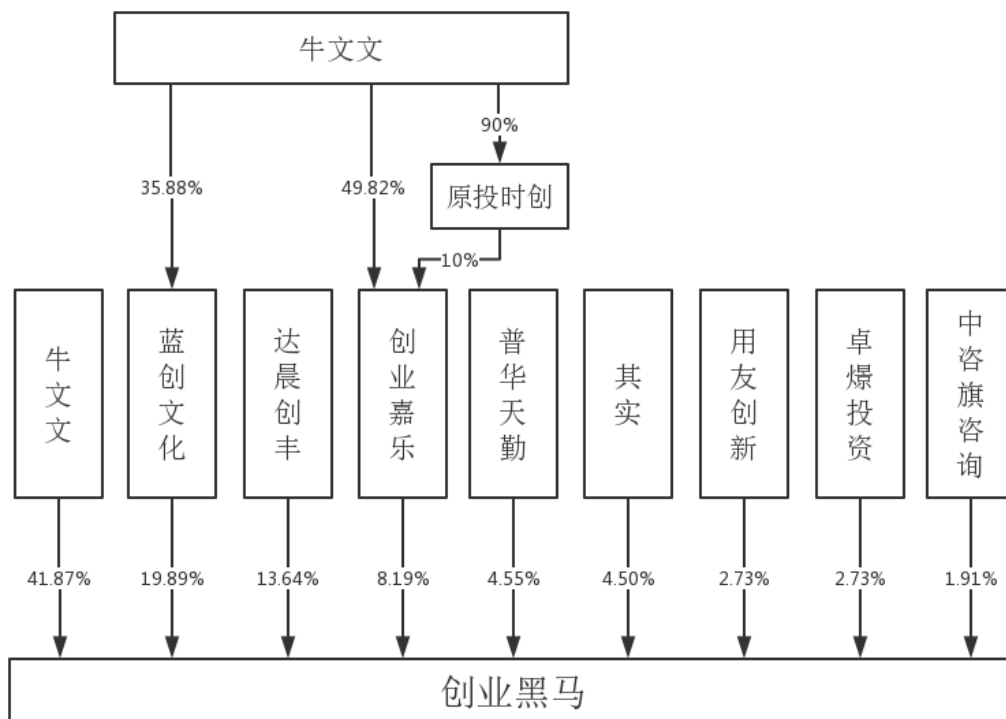 牛文文
90%
35.88%
49.82%
原投时创
10%
牛文文
蓝创文化
达晨创丰
创业嘉乐
普华天勤
其实
用友创新
卓憬投资
中咨旗咨询
41.87%
19.89%
13.64%
8.19%
4.55%
4.50%
2.73%
2.73%
1.91%
创业黑马